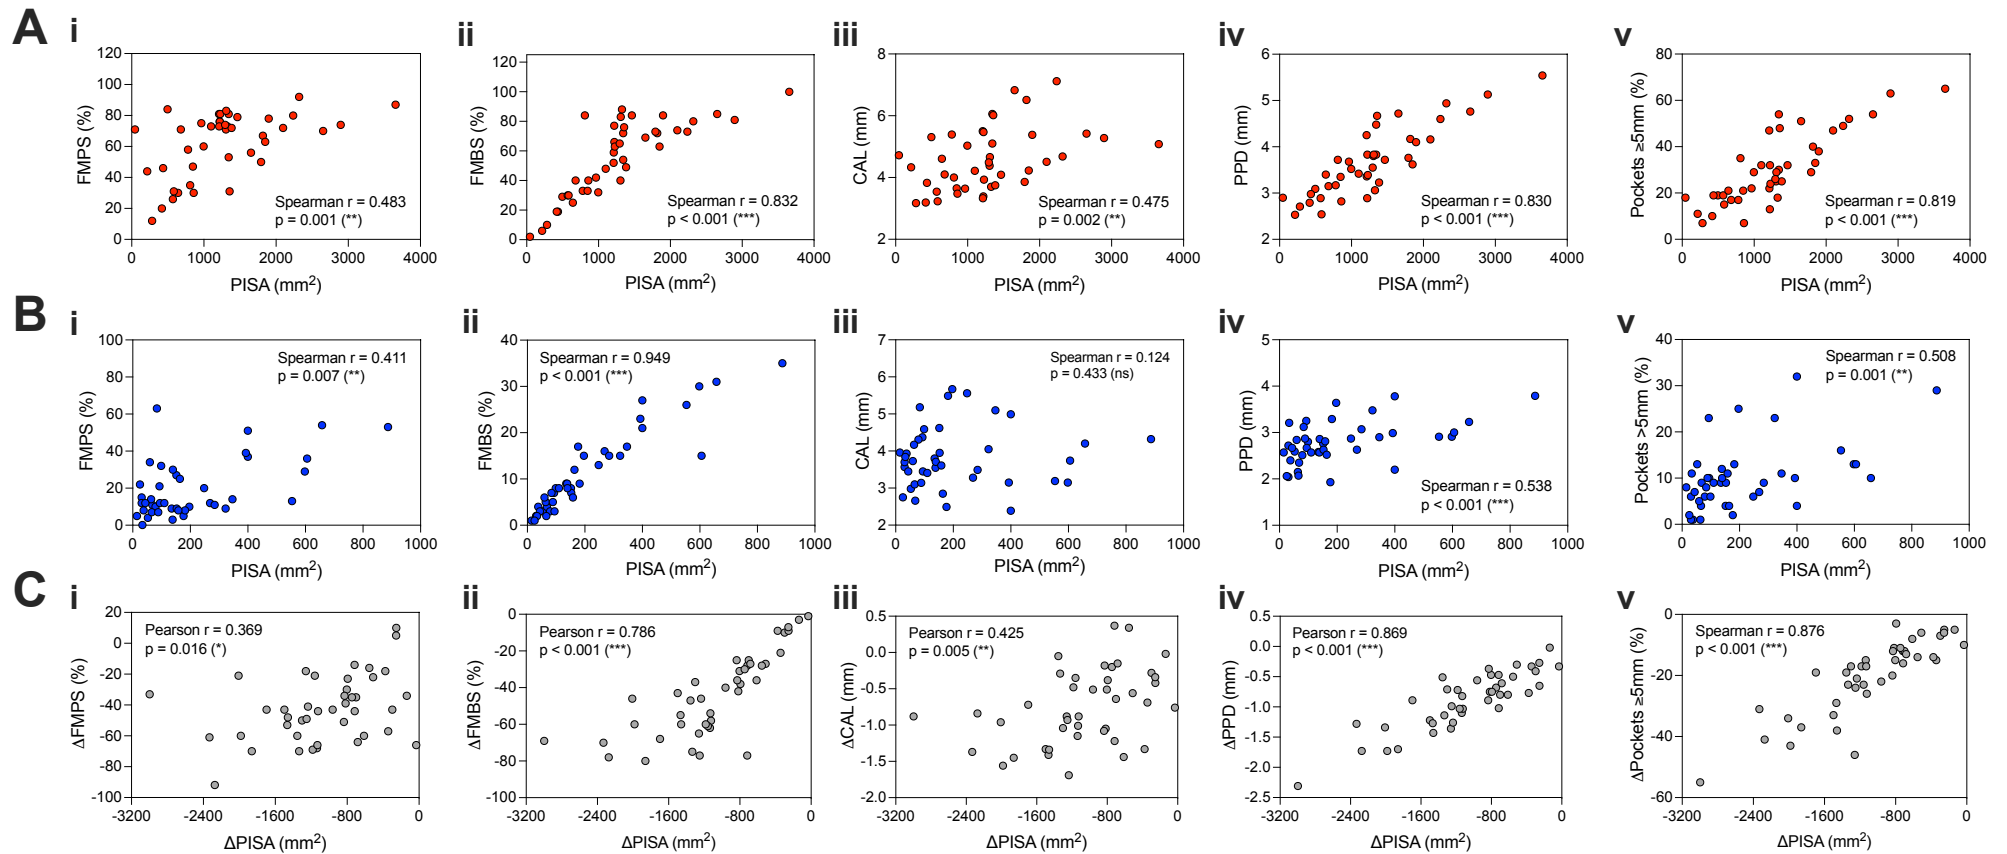 A
i
FMPS (%)
120
100
80
60
40
20
0
Spearman r = 0.483
p = 0.001 (**)
0 1000 2000 3000 4000
PISA (mm²)
ii
FMBS (%)
120
100
80
60
40
20
0
Spearman r = 0.832
p < 0.001 (***)
0 1000 2000 3000 4000
PISA (mm²)
iii
CAL (mm)
8
6
4
2
Spearman r = 0.475
p = 0.002 (**)
0 1000 2000 3000 4000
PISA (mm²)
iv
PPD (mm)
6
5
4
3
2
Spearman r = 0.830
p < 0.001 (***)
0 1000 2000 3000 4000
PISA (mm²)
v
Pockets ≥5mm (%)
80
60
40
20
0
Spearman r = 0.819
p < 0.001 (***)
0 1000 2000 3000 4000
PISA (mm²)
B
i
FMPS (%)
100
80
60
40
20
0
Spearman r = 0.411
p = 0.007 (**)
0 200 400 600 800 1000
PISA (mm²)
ii
FMBS (%)
40
30
20
10
0
Spearman r = 0.949
p < 0.001 (***)
0 200 400 600 800 1000
PISA (mm²)
iii
CAL (mm)
7
6
5
4
3
2
Spearman r = 0.124
p = 0.433 (ns)
0 200 400 600 800 1000
PISA (mm²)
iv
PPD (mm)
5
4
3
2
1
Spearman r = 0.538
p < 0.001 (***)
0 200 400 600 800 1000
PISA (mm²)
v
Pockets >5mm (%)
40
30
20
10
0
Spearman r = 0.508
p = 0.001 (**)
0 200 400 600 800 1000
PISA (mm²)
C
i
ΔFMPS (%)
20
0
-20
-40
-60
-80
-100
Pearson r = 0.369
p = 0.016 (*)
-3200 -2400 -1600 -800 0
ΔPISA (mm²)
ii
ΔFMBS (%)
0
-20
-40
-60
-80
-100
Pearson r = 0.786
p < 0.001 (***)
-3200 -2400 -1600 -800 0
ΔPISA (mm²)
iii
ΔCAL (mm)
0.5
0.0
-0.5
-1.0
-1.5
-2.0
Pearson r = 0.425
p = 0.005 (**)
-3200 -2400 -1600 -800 0
ΔPISA (mm²)
iv
ΔPPD (mm)
0.5
0.0
-0.5
-1.0
-1.5
-2.0
-2.5
Pearson r = 0.869
p < 0.001 (***)
-3200 -2400 -1600 -800 0
ΔPISA (mm²)
v
ΔPockets ≥5mm (%)
0
-20
-40
-60
Spearman r = 0.876
p < 0.001 (***)
-3200 -2400 -1600 -800 0
ΔPISA (mm²)